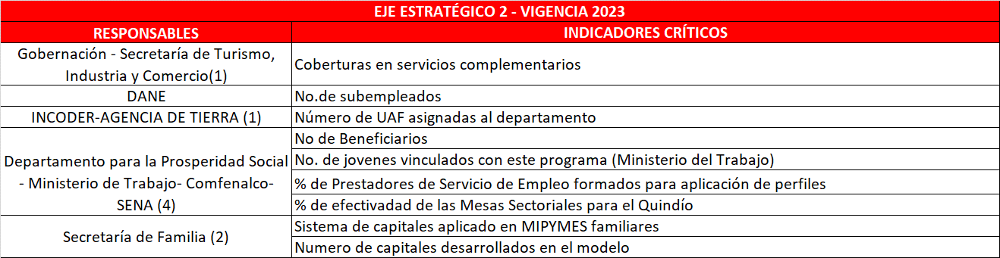 EJE ESTRATÉGICO 2 - VIGENCIA 2023
RESPONSABLES
INDICADORES CRÍTICOS
Gobernación - Secretaría de Turismo,
Industria y Comercio(1)
Coberturas en servicios complementarios
DANE
No.de subempleados
INCODER-AGENCIA DE TIERRA (1)
Número de UAF asignadas al departamento
Departamento para la Prosperidad Social
- Ministerio de Trabajo- Comfenalco-
SENA (4)
No de Beneficiarios
No. de jovenes vinculados con este programa (Ministerio del Trabajo)
% de Prestadores de Servicio de Empleo formados para aplicación de perfiles
% de efectivadad de las Mesas Sectoriales para el Quindío
Secretaría de Familia (2)
Sistema de capitales aplicado en MIPYMES familiares
Numero de capitales desarrollados en el modelo